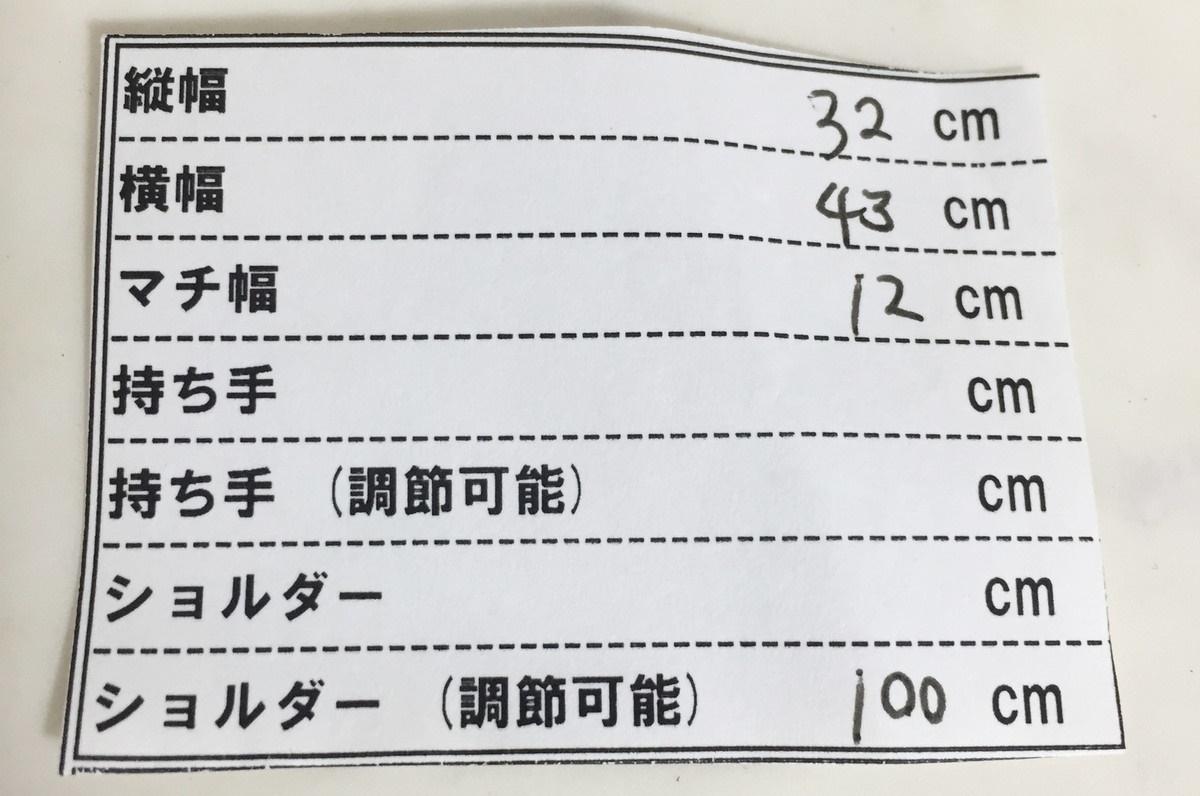 縦幅 32 cm
横幅 43 cm
マチ幅 12 cm
持ち手 cm
持ち手 (調節可能) cm
ショルダー cm
ショルダー (調節可能) 100 cm